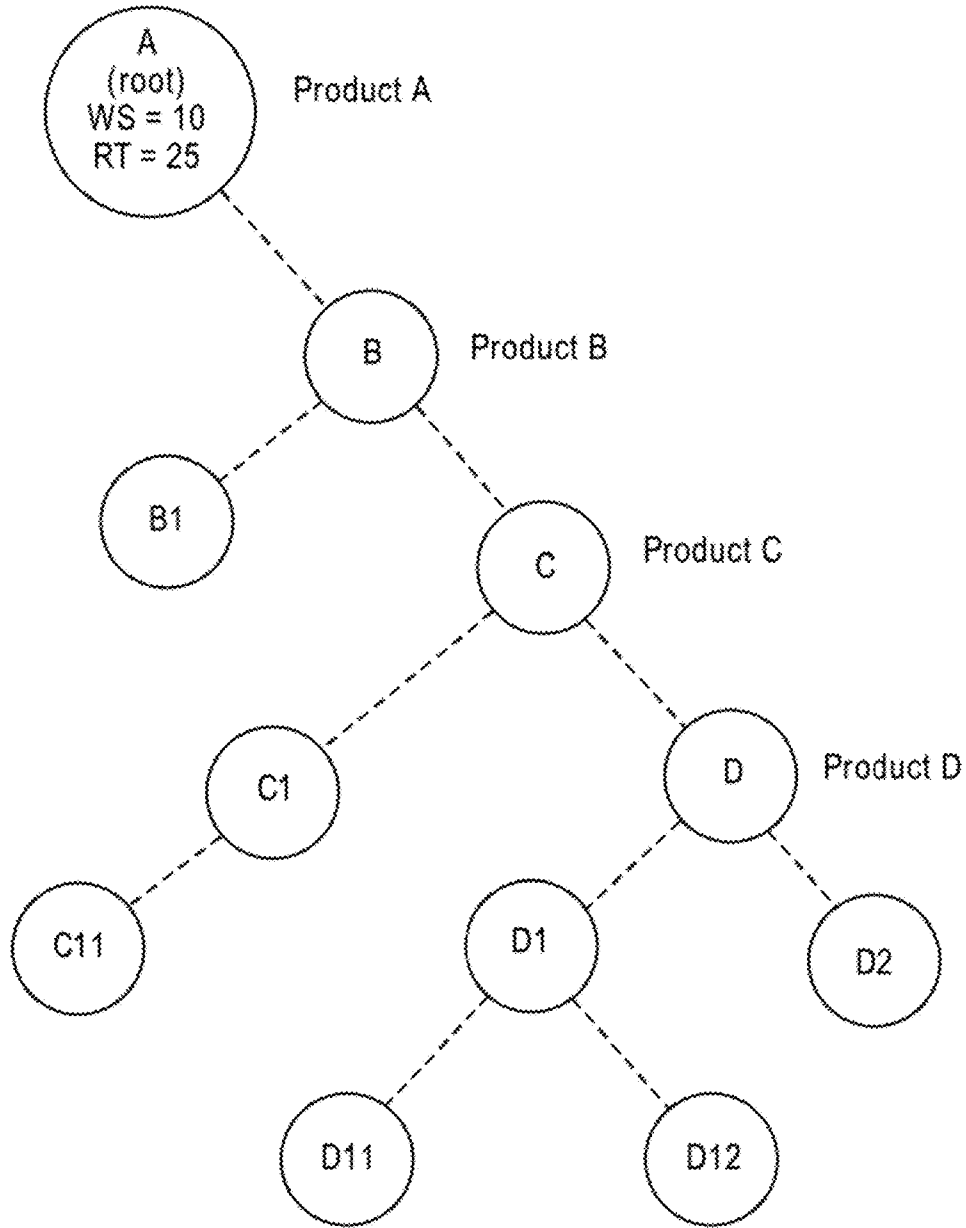 A
(root)
WS = 10
RT = 25
Product A
B
Product B
B1
C
Product C
C1
D
Product D
C11
D1
D2
D11
D12